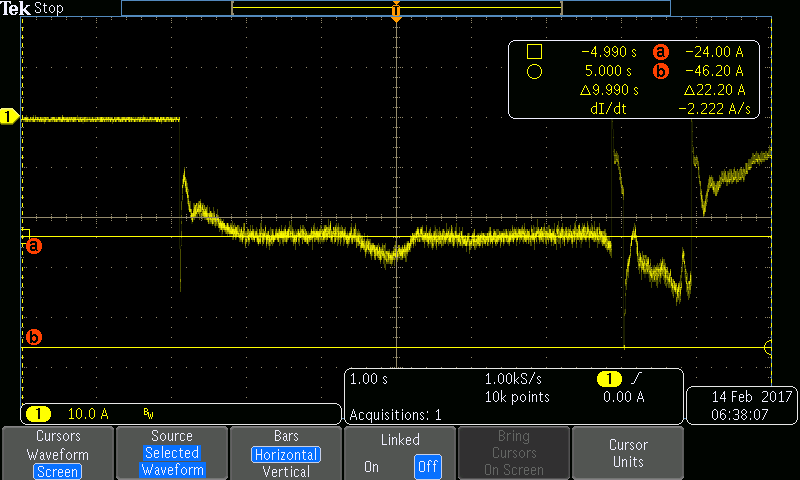 Tek Stop
T
-4.990 s a -24.00 A
5.000 s b -46.20 A
Δ9.990 s Δ22.20 A
dI/dt -2.222 A/s
1
a
b
1.00 s 1.00kS/s 1 0.00 A
10k points
Acquisitions: 1
1 10.0 A BW
14 Feb 2017
06:38:07
Cursors
Waveform
Screen
Source
Selected
Waveform
Bars
Horizontal
Vertical
Linked
On Off
Bring
Cursors
On Screen
Cursor
Units